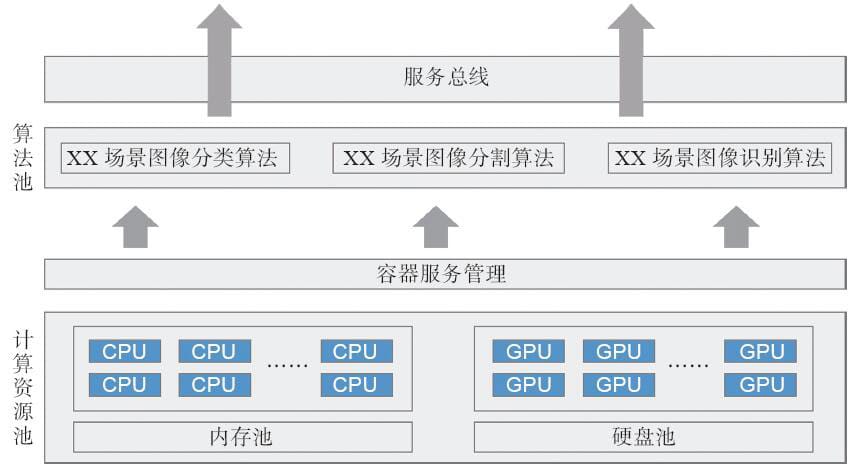 服务总线
算法池
XX 场景图像分类算法
XX 场景图像分割算法
XX 场景图像识别算法
容器服务管理
计算资源池
CPU CPU …… CPU
CPU CPU CPU
GPU GPU …… GPU
GPU GPU GPU
内存池
硬盘池